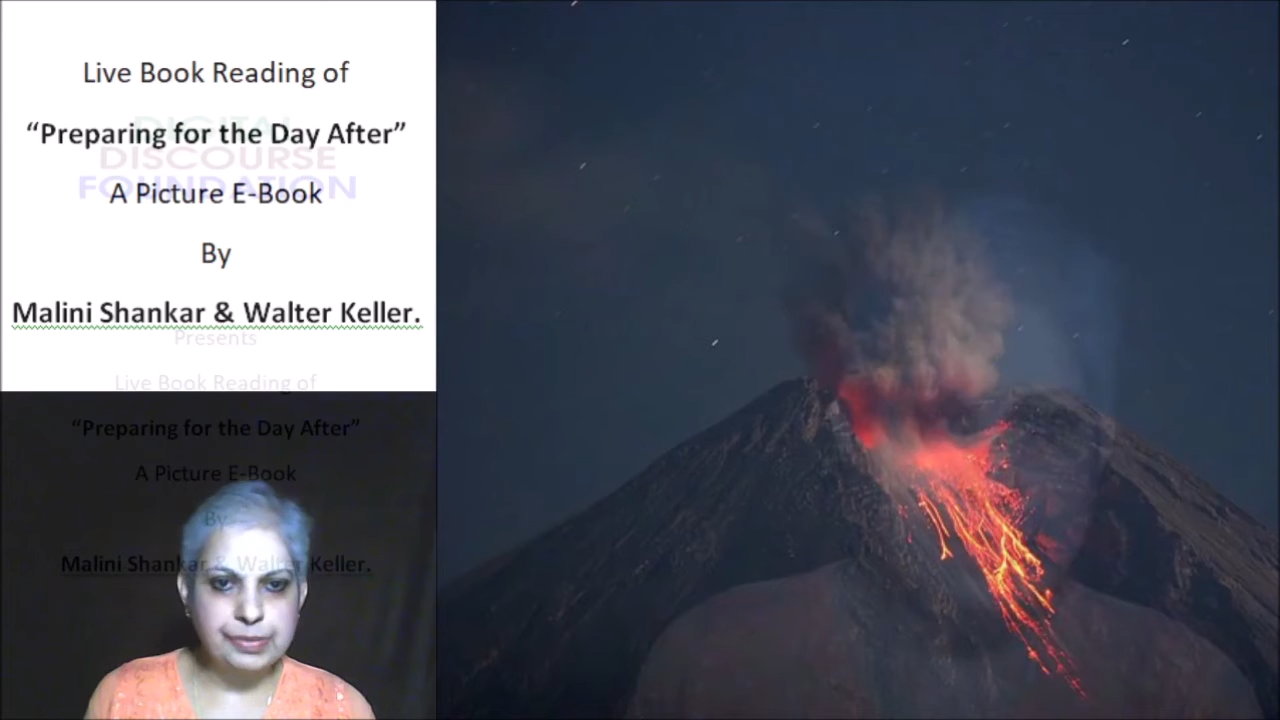 Live Book Reading of
“Preparing for the Day After”
DIGITAL
DISCOURSE
FOUNDATION
A Picture E-Book
By
Malini Shankar & Walter Keller.
Presents
Live Book Reading of
“Preparing for the Day After”
A Picture E-Book
By
Malini Shankar & Walter Keller.